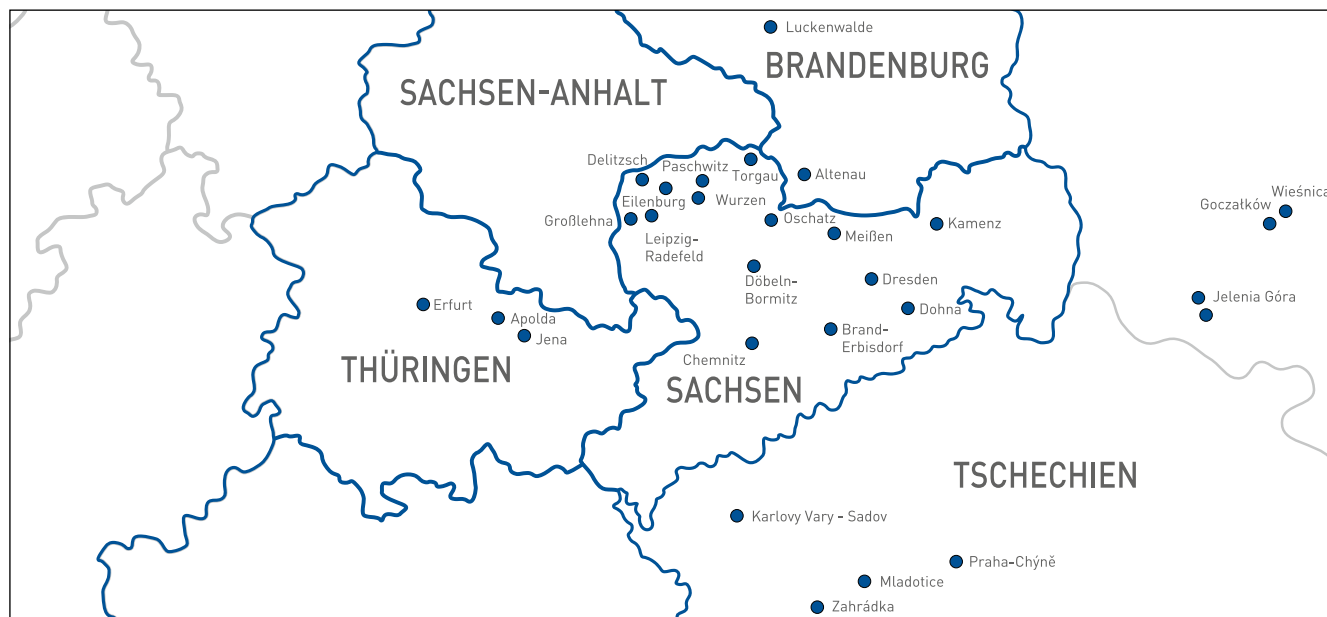 Luckenwalde
BRANDENBURG
SACHSEN-ANHALT
Delitzsch
Paschwitz
Torgau
Altenau
Eilenburg
Wurzen
Großlehna
Leipzig-
Radefeld
Oschatz
Meißen
Kamenz
Wieśnica
Goczałków
Döbeln-
Bormitz
Dresden
Jelenia Góra
Erfurt
Apolda
Jena
Dohna
Brand-
Erbisdorf
Chemnitz
THÜRINGEN
SACHSEN
TSCHECHIEN
Karlovy Vary - Sadov
Praha-Chýně
Mladotice
Zahrádka